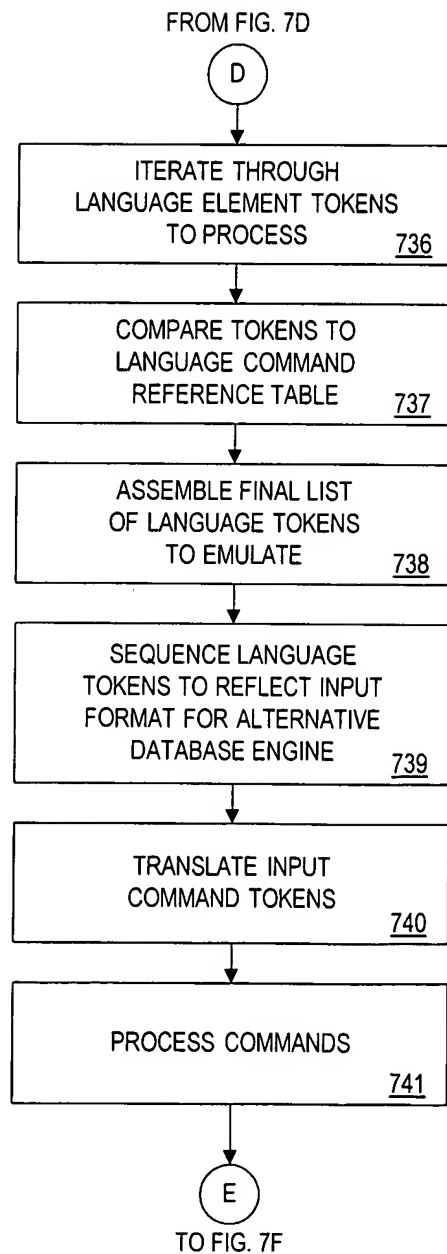 FROM FIG. 7D
D
ITERATE THROUGH
LANGUAGE ELEMENT TOKENS
TO PROCESS
736
COMPARE TOKENS TO
LANGUAGE COMMAND
REFERENCE TABLE
737
ASSEMBLE FINAL LIST
OF LANGUAGE TOKENS
TO EMULATE
738
SEQUENCE LANGUAGE
TOKENS TO REFLECT INPUT
FORMAT FOR ALTERNATIVE
DATABASE ENGINE
739
TRANSLATE INPUT
COMMAND TOKENS
740
PROCESS COMMANDS
741
E
TO FIG. 7F